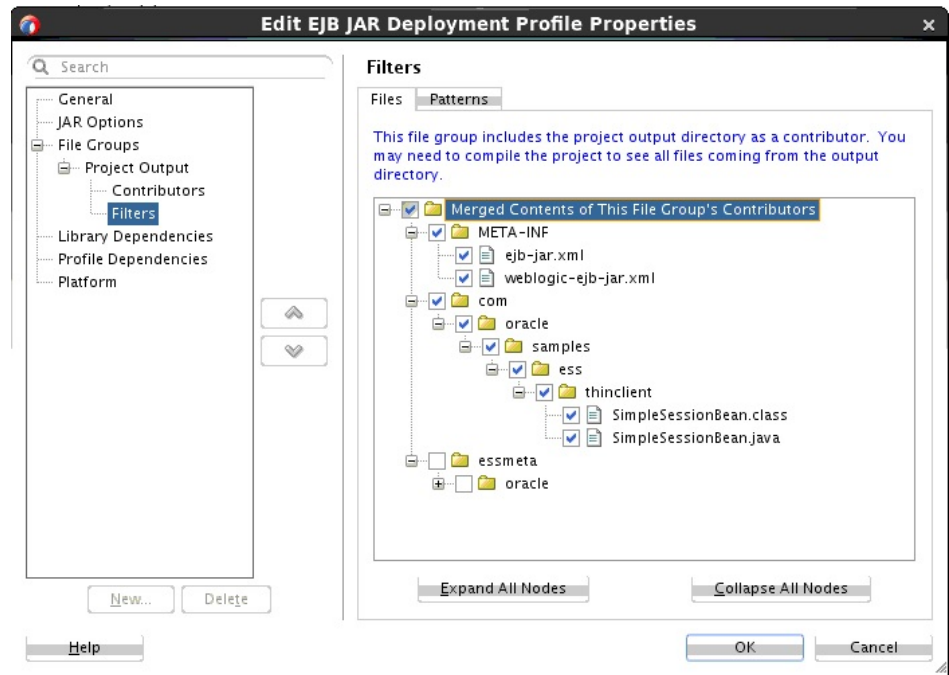 Edit EJB JAR Deployment Profile Properties
Search
General
JAR Options
File Groups
Project Output
Contributors
Filters
Library Dependencies
Profile Dependencies
Platform
New...
Delete
Filters
Files
Patterns
This file group includes the project output directory as a contributor. You
may need to compile the project to see all files coming from the output
directory.
Merged Contents of This File Group's Contributors
META-INF
ejb-jar.xml
weblogic-ejb-jar.xml
com
oracle
samples
ess
thinclient
SimpleSessionBean.class
SimpleSessionBean.java
essmeta
oracle
Expand All Nodes
Collapse All Nodes
Help
OK
Cancel